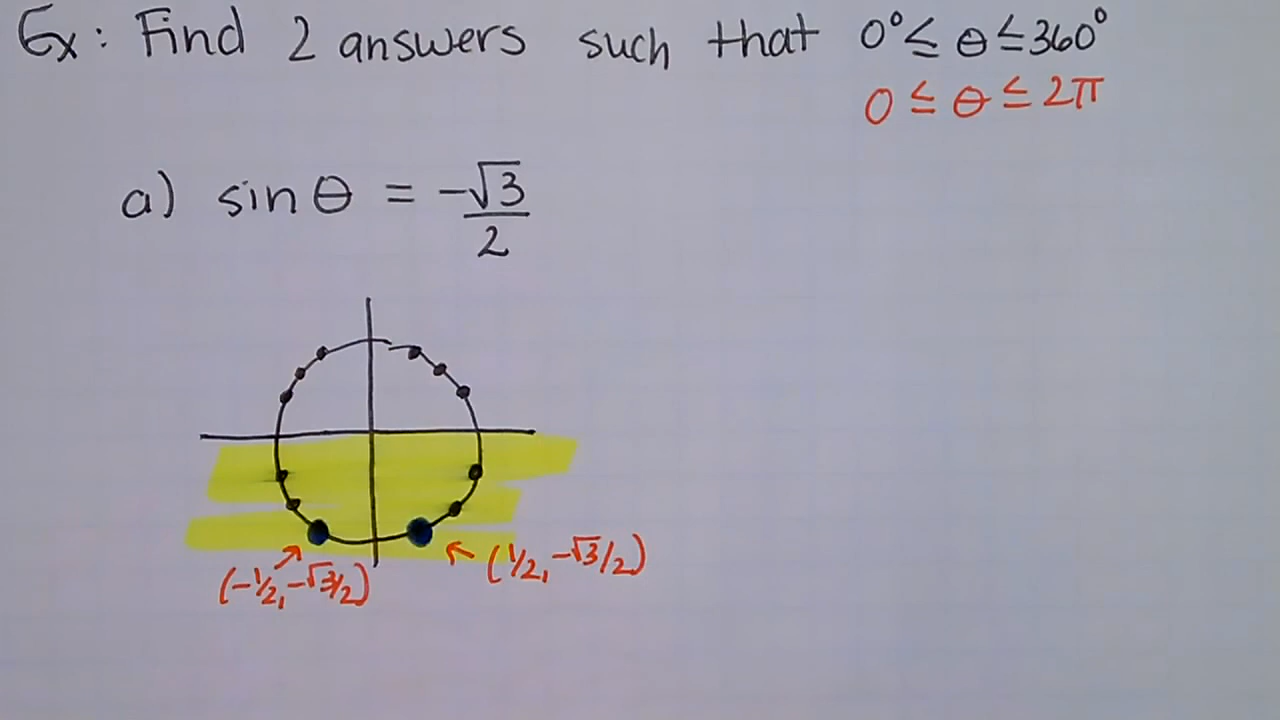 Ex: Find 2 answers such that 0° ≤ θ ≤ 360°
0 ≤ θ ≤ 2π
a) sin θ = -√3/2
(-1/2, -√3/2)
(1/2, -√3/2)